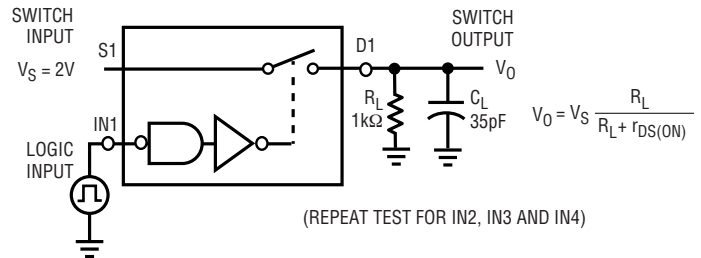 SWITCH
INPUT
V_S = 2V
S1
D1
SWITCH
OUTPUT
V_O
R_L
1kΩ
C_L
35pF
V_O = V_S R_L / (R_L + r_DS(ON))
IN1
LOGIC
INPUT
(REPEAT TEST FOR IN2, IN3 AND IN4)